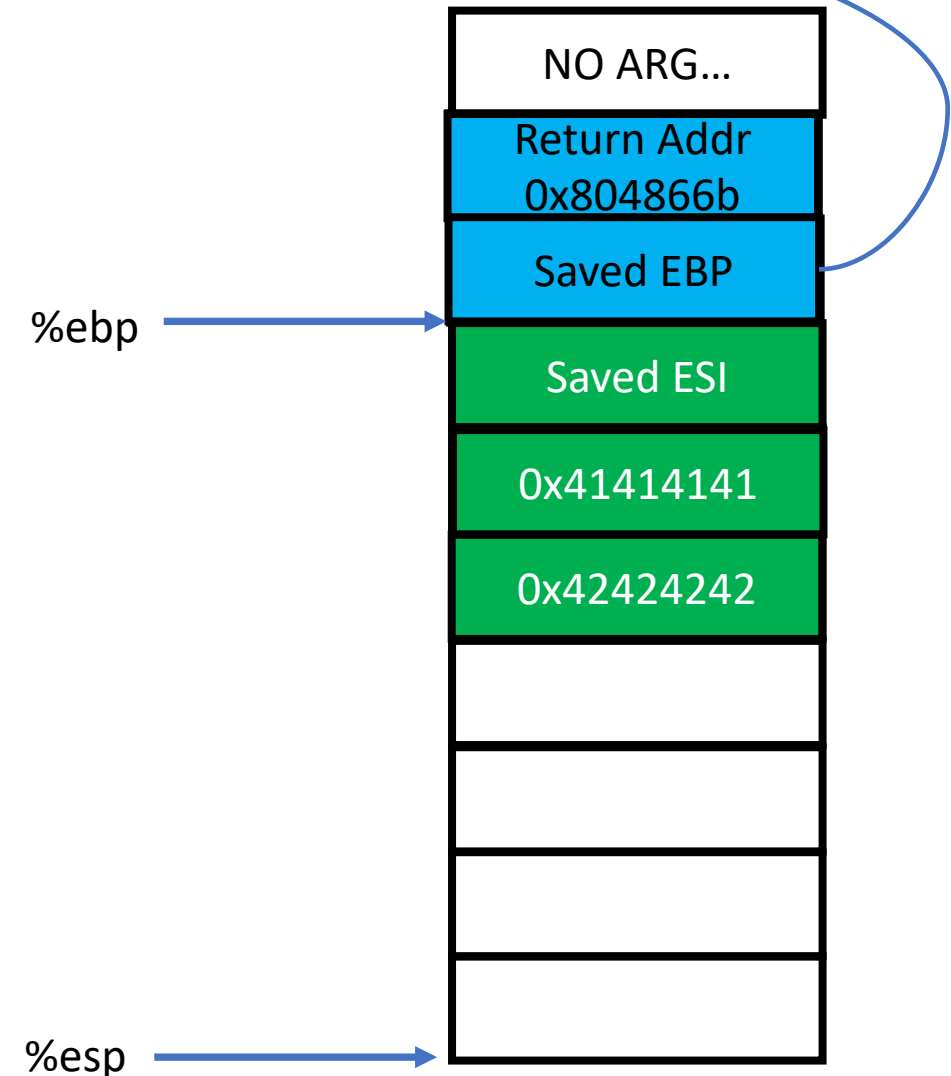 NO ARG…
Return Addr
0x804866b
Saved EBP
%ebp
Saved ESI
0x41414141
0x42424242
%esp